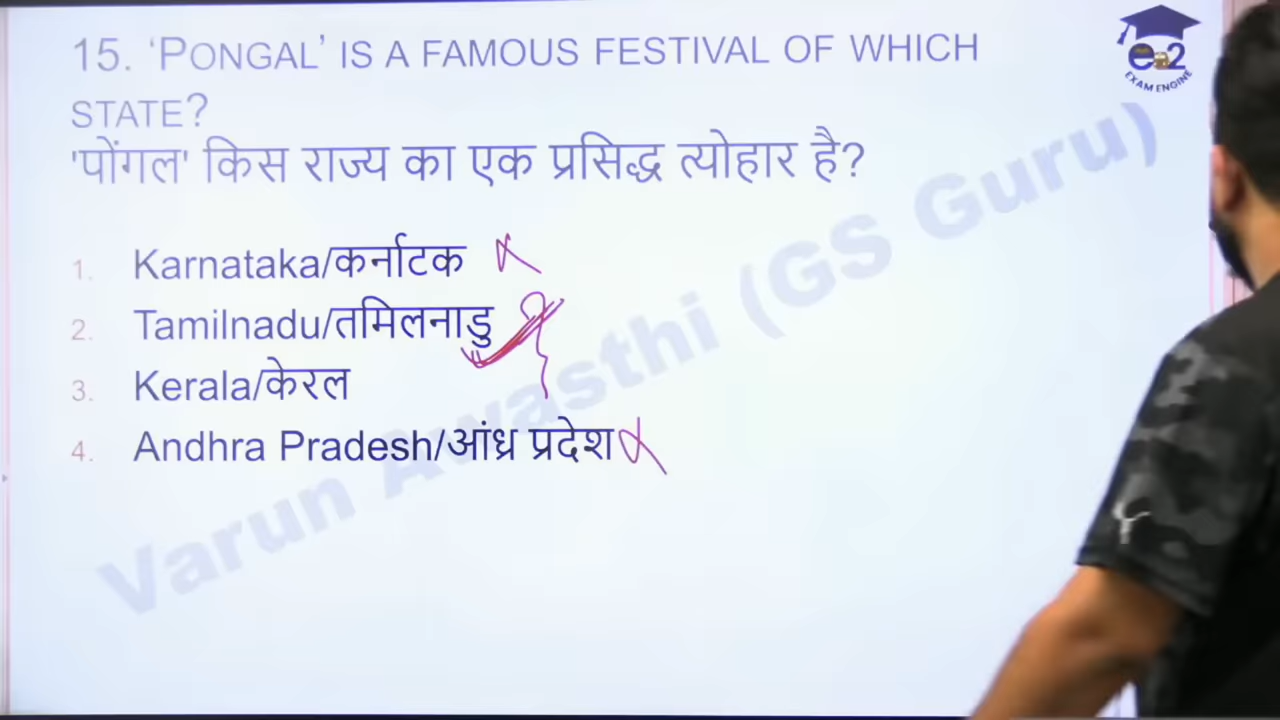 15. ‘PONGAL’ IS A FAMOUS FESTIVAL OF WHICH
STATE?
'पोंगल' किस राज्य का एक प्रसिद्ध त्योहार है?
1. Karnataka/कर्नाटक
2. Tamilnadu/तमिलनाडु
3. Kerala/केरल
4. Andhra Pradesh/आंध्र प्रदेश
Varun Awasthi (GS Guru)
e2
EXAM ENGINE